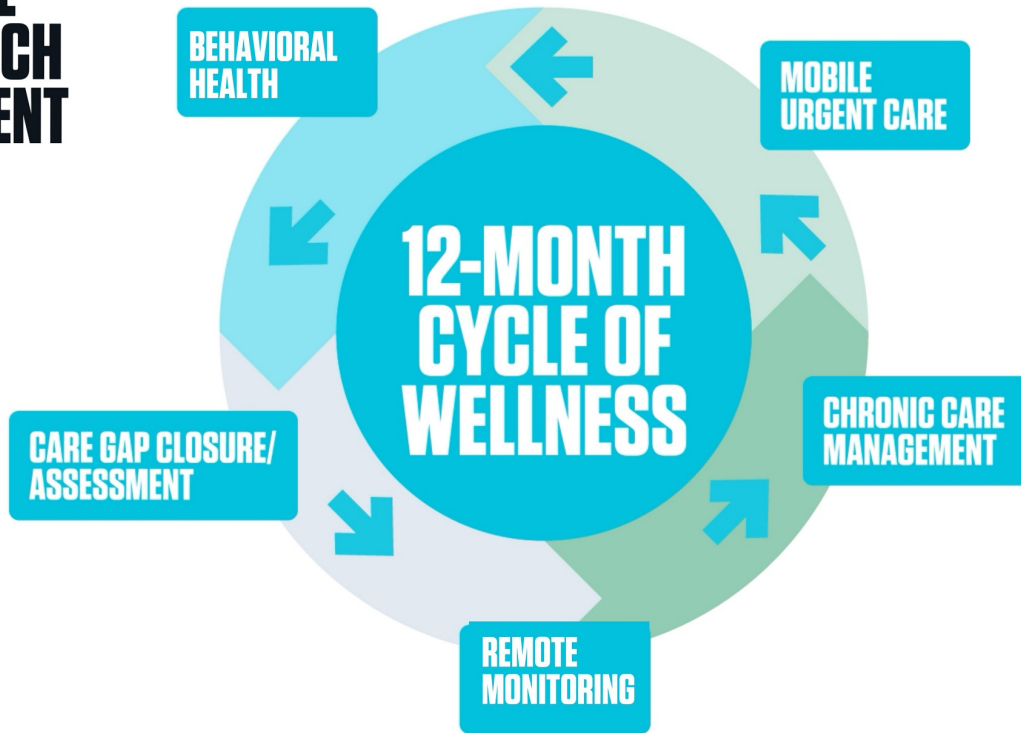 BEHAVIORAL
HEALTH
MOBILE
URGENT CARE
12-MONTH
CYCLE OF
WELLNESS
CARE GAP CLOSURE/
ASSESSMENT
CHRONIC CARE
MANAGEMENT
REMOTE
MONITORING